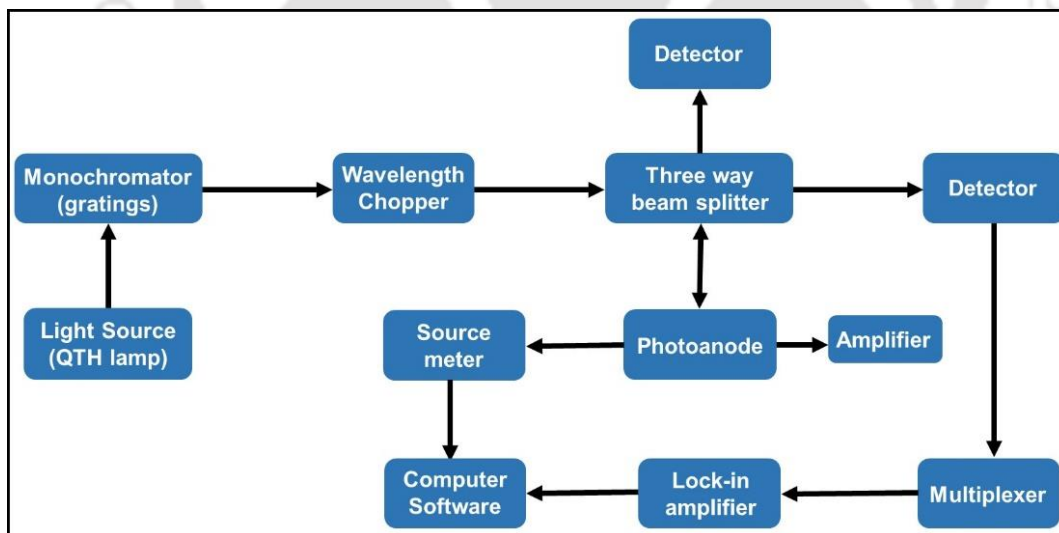 Detector
Monochromator
(gratings)
Wavelength
Chopper
Three way
beam splitter
Detector
Light Source
(QTH lamp)
Source
meter
Photoanode
Amplifier
Computer
Software
Lock-in
amplifier
Multiplexer